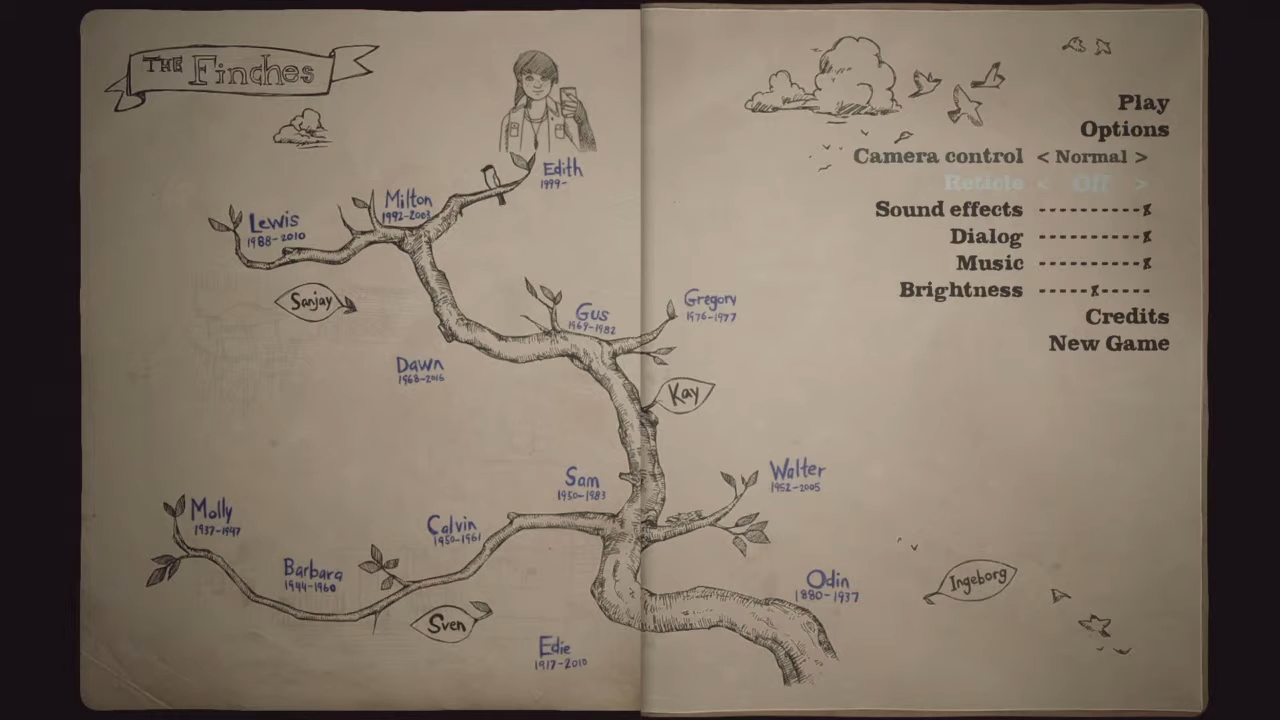 THE Finches
Edith
1999-
Milton
1992-2003
Lewis
1988-2010
Sanjay
Gus
1969-1982
Gregory
1976-1977
Dawn
1968-2016
Kay
Sam
1950-1983
Walter
1952-2005
Molly
1937-1947
Calvin
1950-1961
Barbara
1944-1960
Sven
Edie
1917-2010
Odin
1880-1937
Ingeborg
Play
Options
Camera control < Normal >
Reticle < Off >
Sound effects
Dialog
Music
Brightness
Credits
New Game